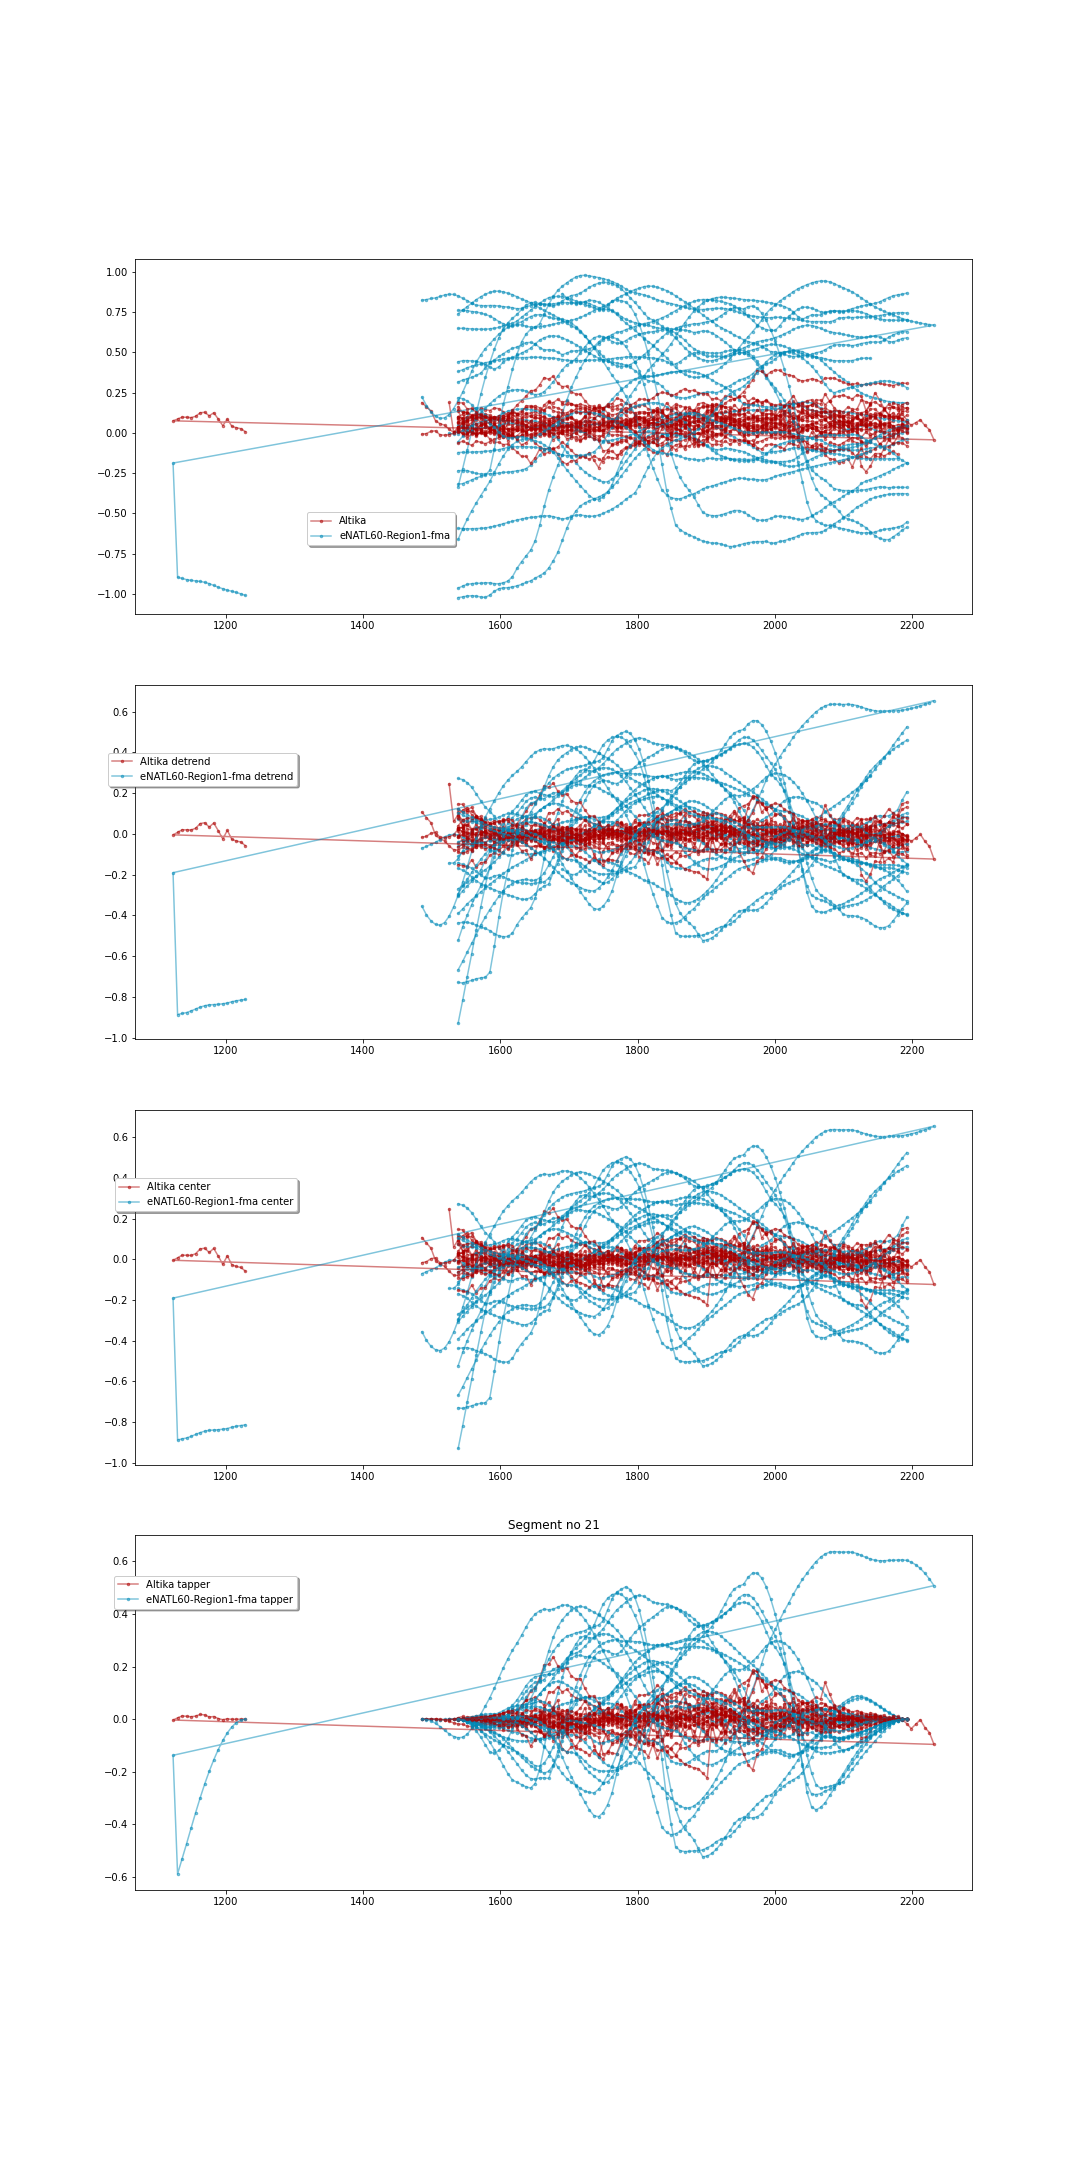 1.00
0.75
0.50
0.25
0.00
−0.25
−0.50
−0.75
−1.00
Altika
eNATL60-Region1-fma
1200 1400 1600 1800 2000 2200
0.6
0.4
0.2
0.0
−0.2
−0.4
−0.6
−0.8
−1.0
Altika detrend
eNATL60-Region1-fma detrend
1200 1400 1600 1800 2000 2200
0.6
0.4
0.2
0.0
−0.2
−0.4
−0.6
−0.8
−1.0
Altika center
eNATL60-Region1-fma center
1200 1400 1600 1800 2000 2200
Segment no 21
0.6
0.4
0.2
0.0
−0.2
−0.4
−0.6
Altika tapper
eNATL60-Region1-fma tapper
1200 1400 1600 1800 2000 2200